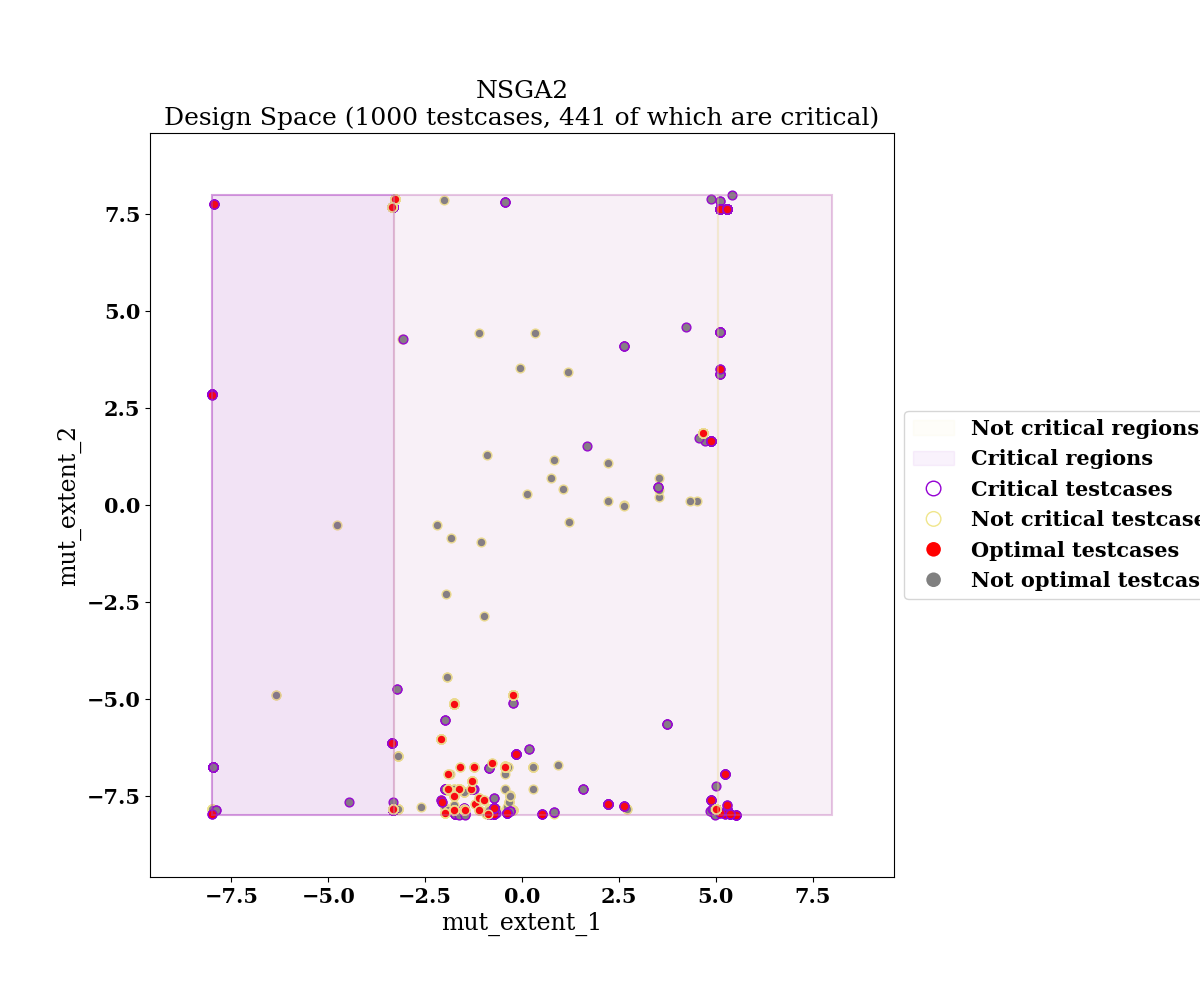 NSGA2
Design Space (1000 testcases, 441 of which are critical)
7.5
5.0
2.5
0.0
−2.5
−5.0
−7.5
mut_extent_2
−7.5 −5.0 −2.5 0.0 2.5 5.0 7.5
mut_extent_1
Not critical regions
Critical regions
Critical testcases
Not critical testcase
Optimal testcases
Not optimal testcas